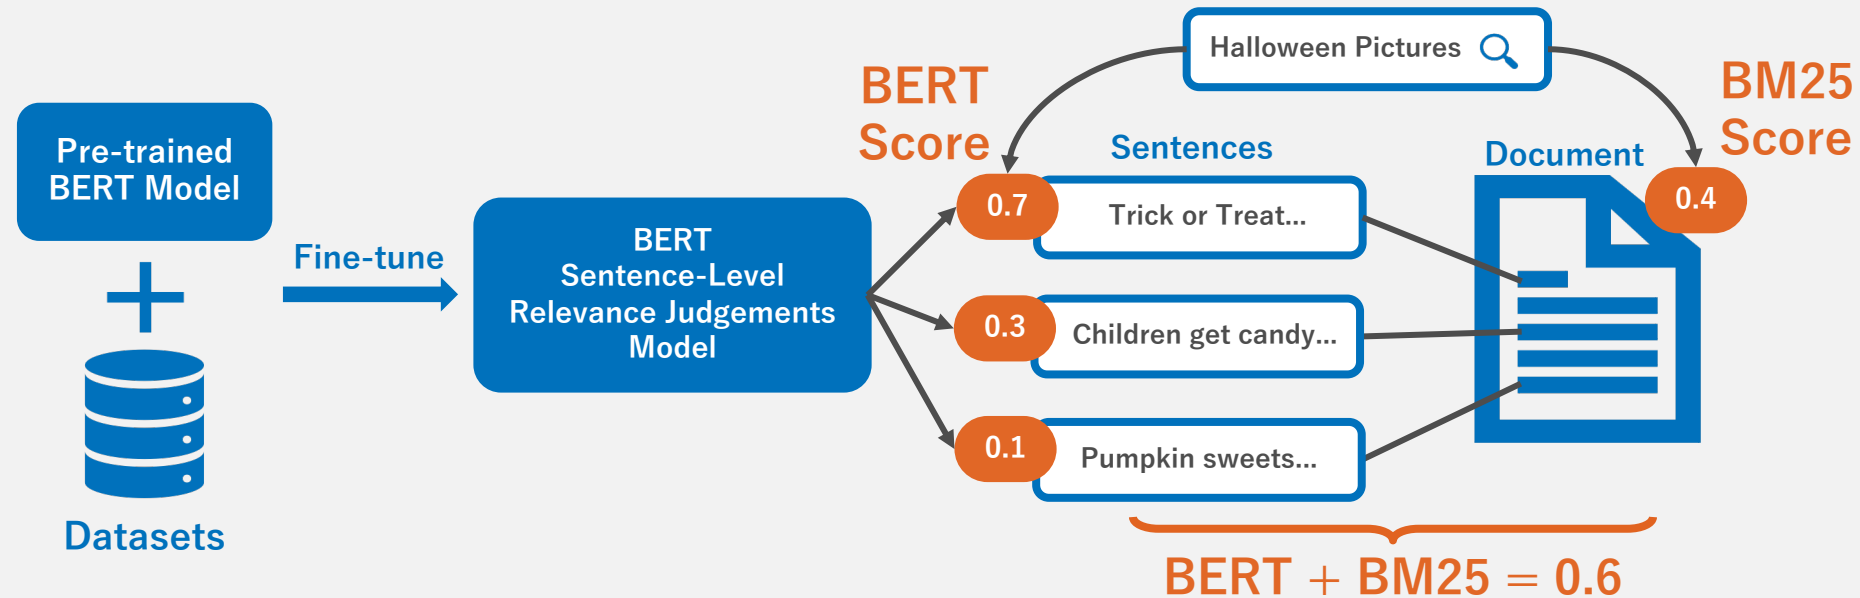 Pre-trained
BERT Model
Datasets
Fine-tune
BERT
Sentence-Level
Relevance Judgements
Model
Halloween Pictures
BERT
Score
BM25
Score
Sentences
Document
0.7
Trick or Treat...
0.4
0.3
Children get candy...
0.1
Pumpkin sweets...
BERT + BM25 = 0.6